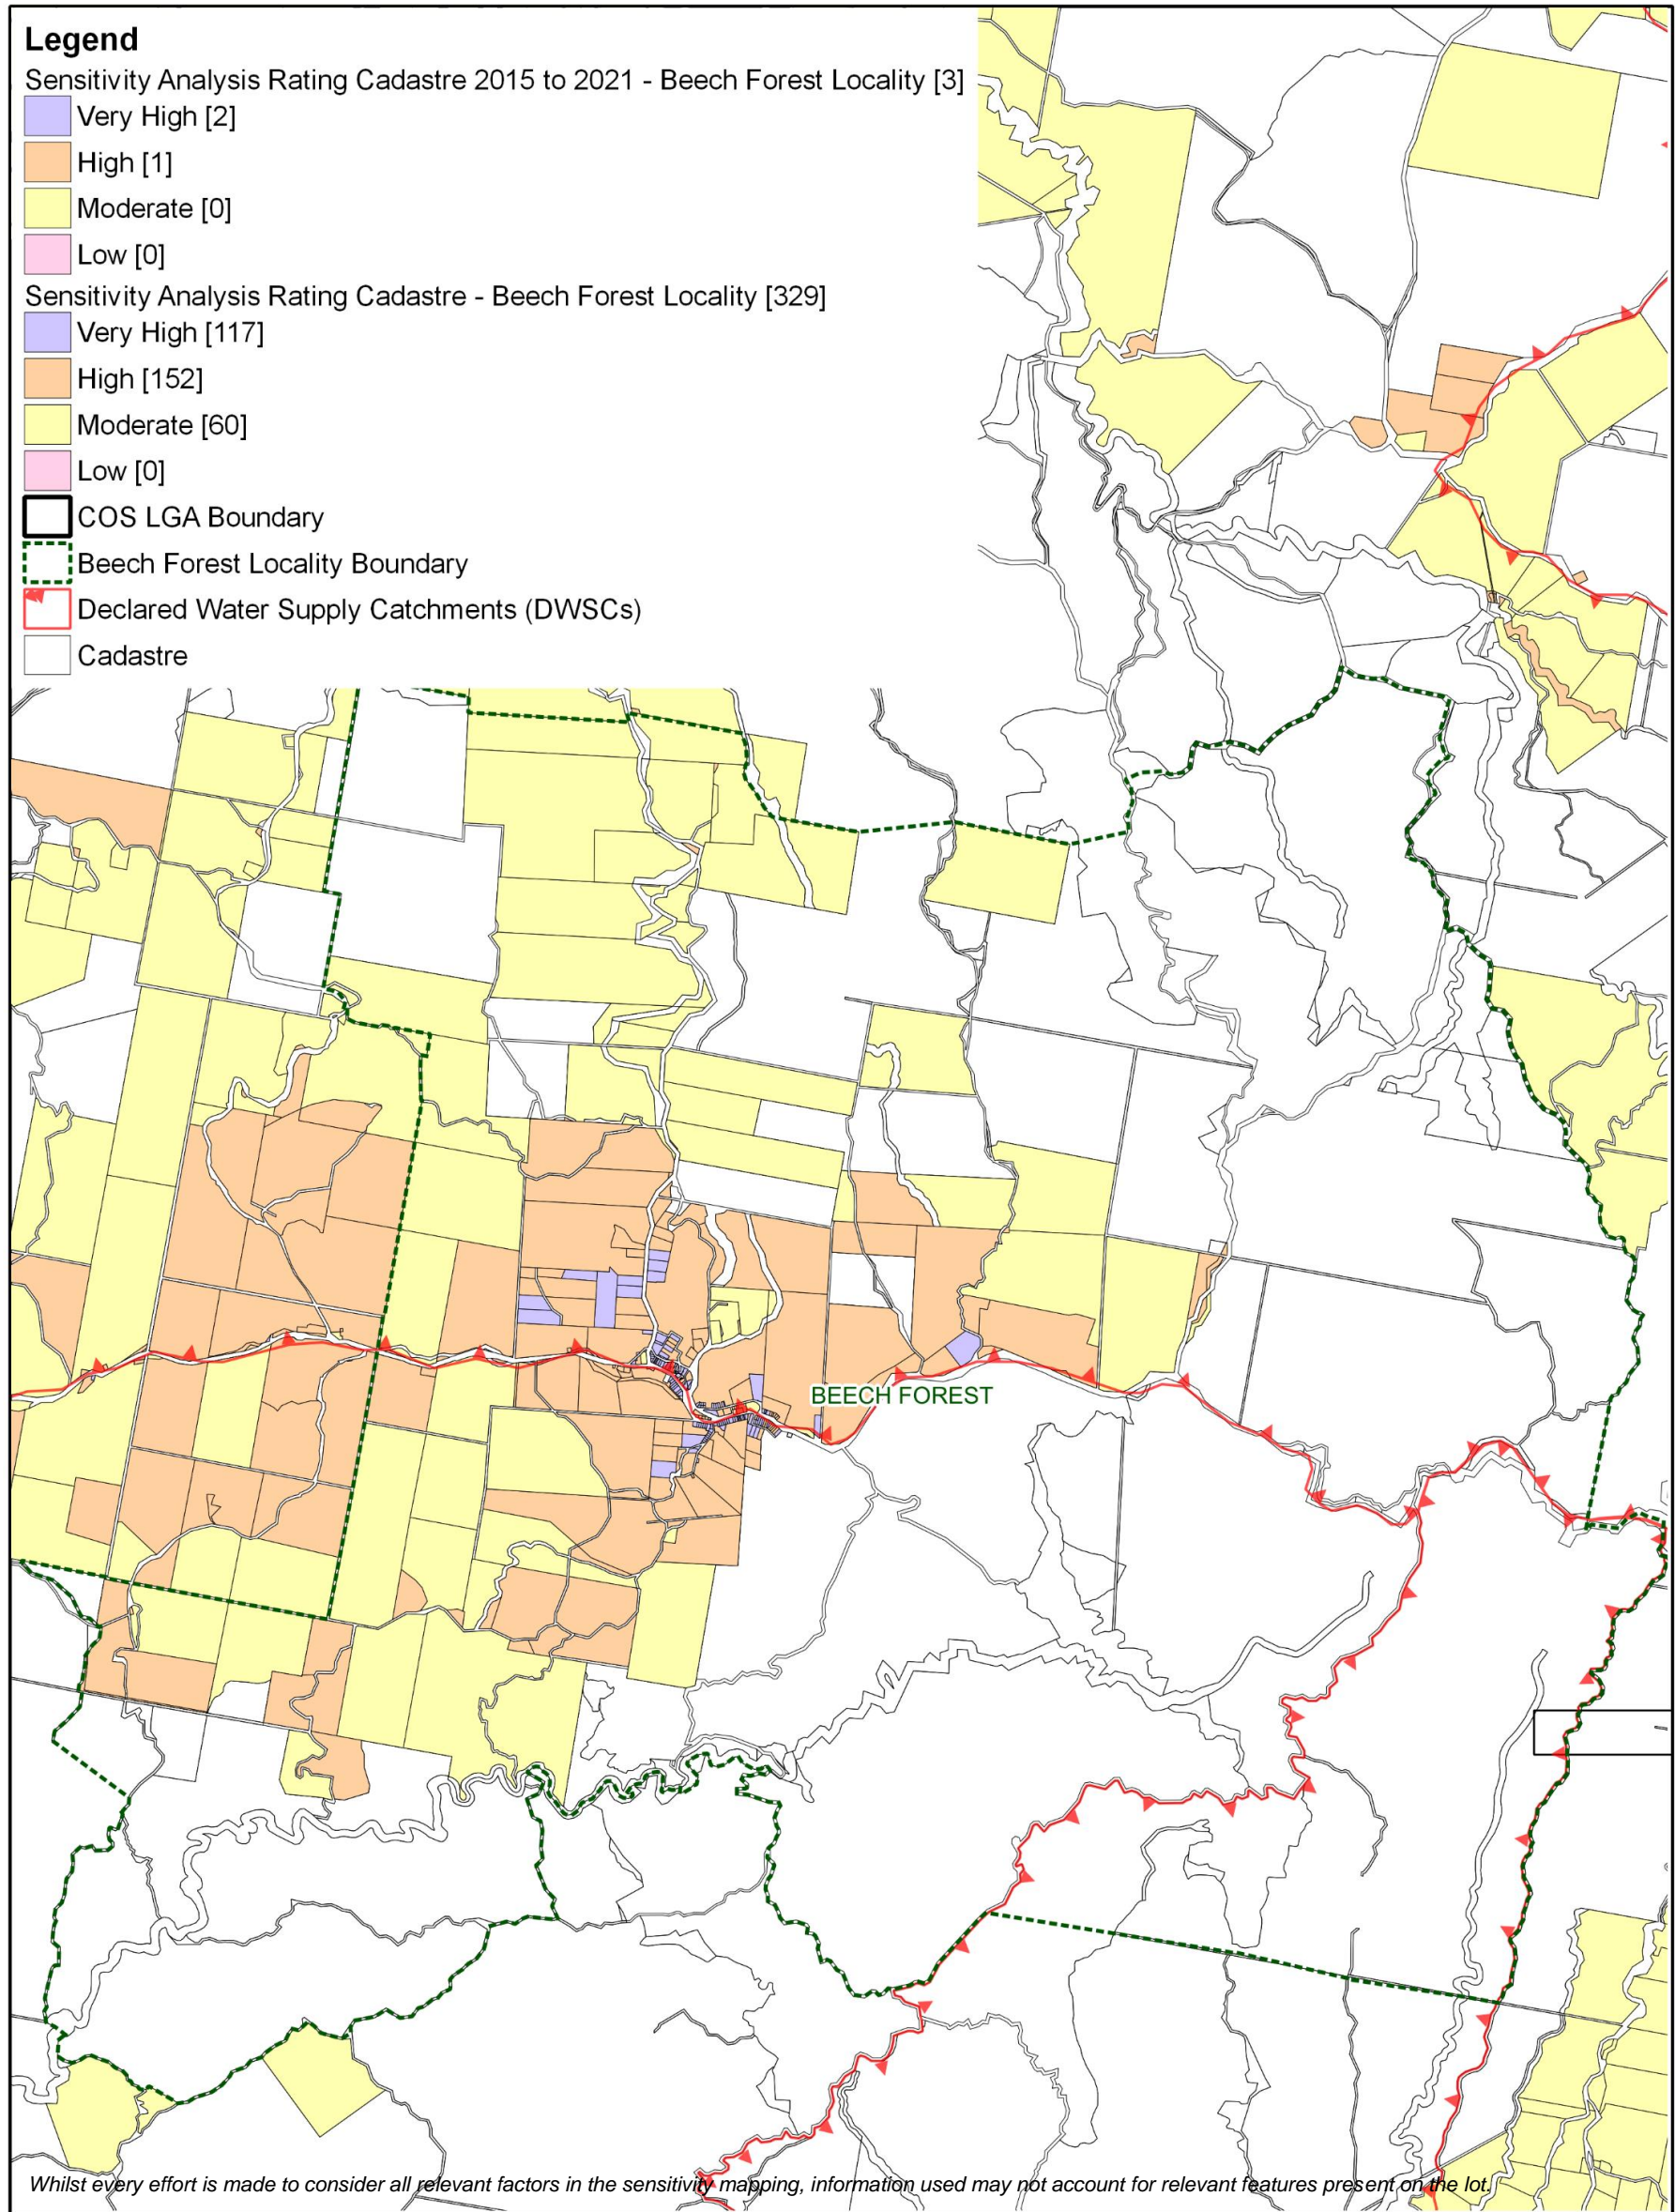 Legend
Sensitivity Analysis Rating Cadastre 2015 to 2021 - Beech Forest Locality [3]
Very High [2]
High [1]
Moderate [0]
Low [0]
Sensitivity Analysis Rating Cadastre - Beech Forest Locality [329]
Very High [117]
High [152]
Moderate [60]
Low [0]
COS LGA Boundary
Beech Forest Locality Boundary
Declared Water Supply Catchments (DWSCs)
Cadastre
BEECH FOREST
Whilst every effort is made to consider all relevant factors in the sensitivity mapping, information used may not account for relevant features present on the lot.